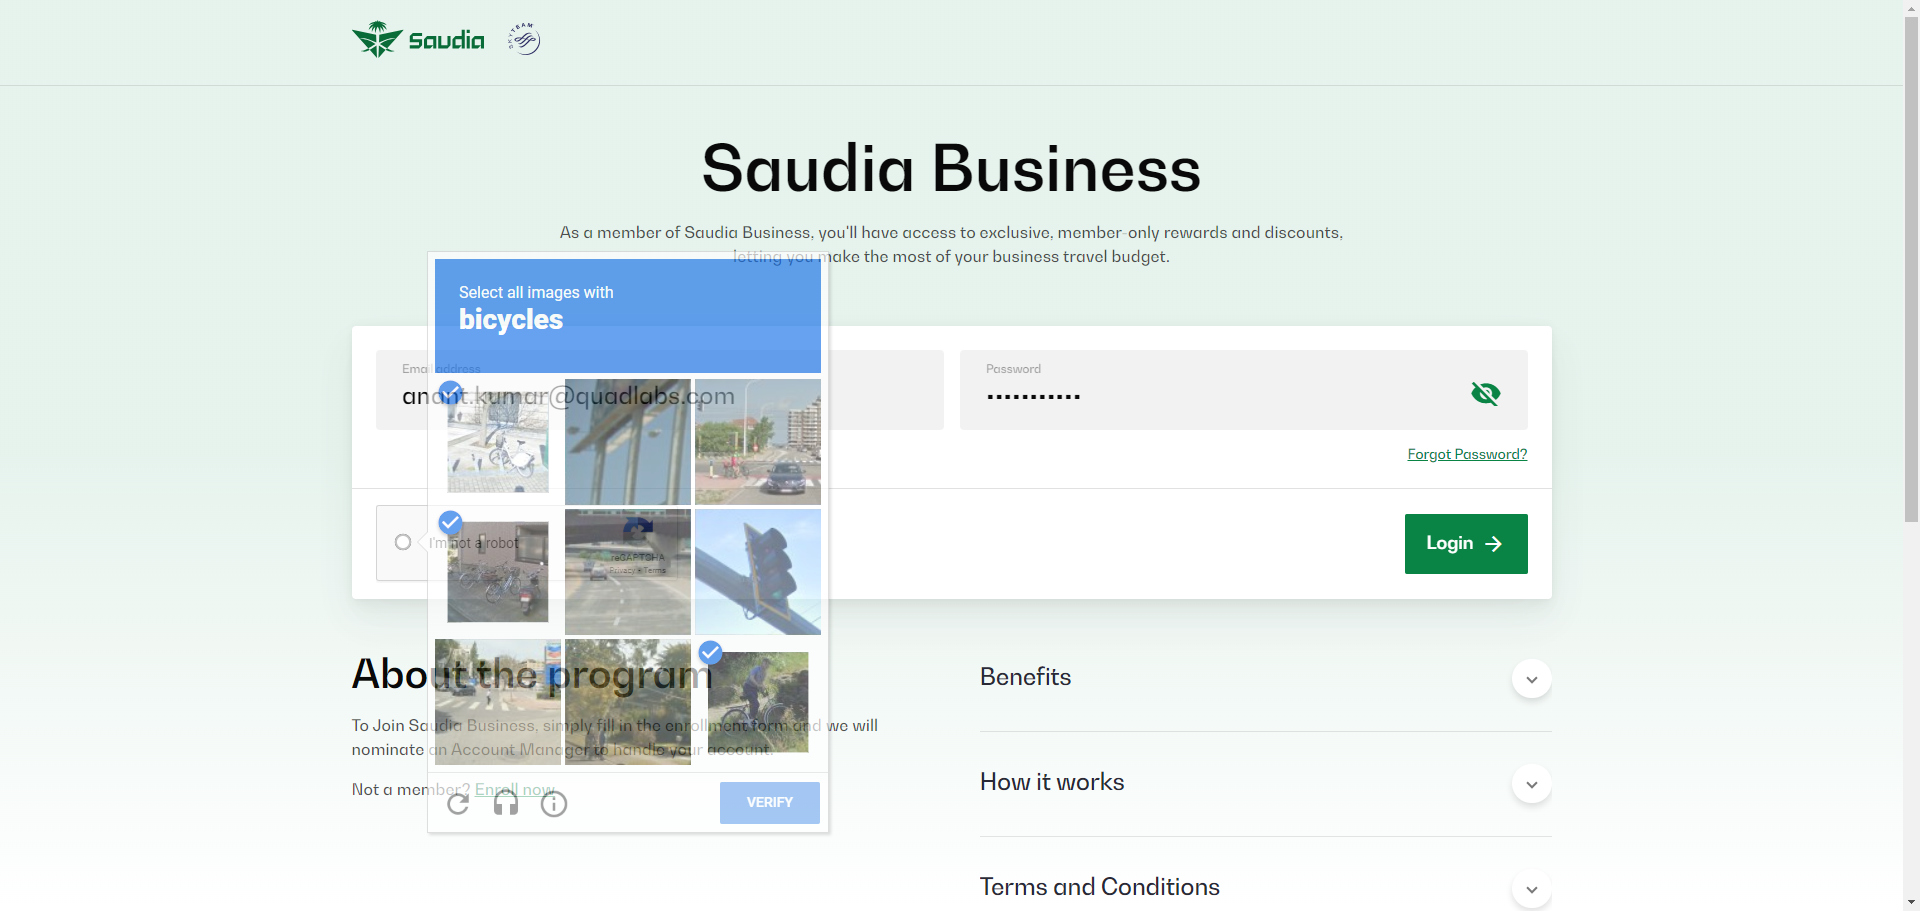 saudia
SKYTEAM
Saudia Business
As a member of Saudia Business, you'll have access to exclusive, member-only rewards and discounts,
letting you make the most of your business travel budget.
Select all images with
bicycles
Email address
anant.kumar@quadlabs.com
Password
Forgot Password?
I'm not a robot
reCAPTCHA
Privacy • Terms
Login
About the program
To Join Saudia Business, simply fill in the enrollment form and we will
nominate an Account Manager to handle your account.
Not a member? Enroll now
VERIFY
Benefits
How it works
Terms and Conditions